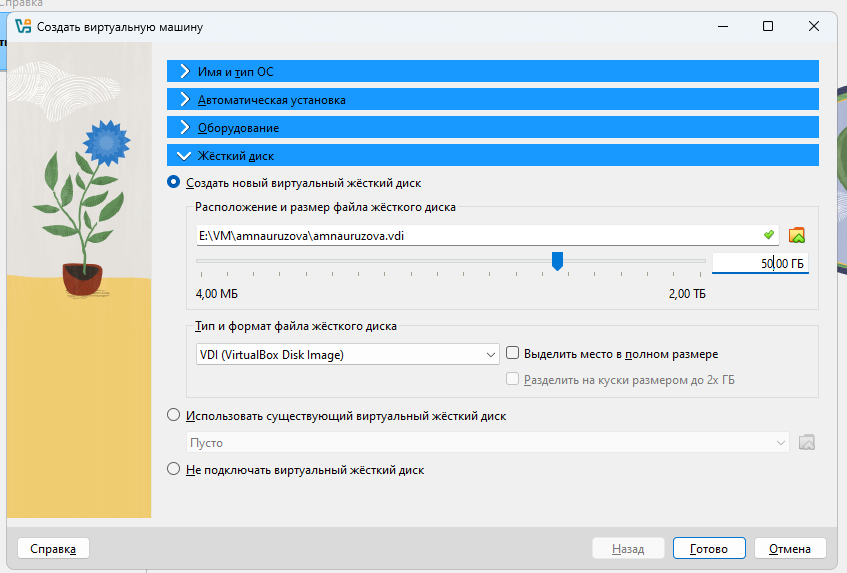 Справка
Создать виртуальную машину
Имя и тип ОС
Автоматическая установка
Оборудование
Жёсткий диск
Создать новый виртуальный жёсткий диск
Расположение и размер файла жёсткого диска
E:\VM\amnauruzova\amnauruzova.vdi
50,00 ГБ
4,00 МБ 2,00 ТБ
Тип и формат файла жёсткого диска
VDI (VirtualBox Disk Image) Выделить место в полном размере
Разделить на куски размером до 2х ГБ
Использовать существующий виртуальный жёсткий диск
Пусто
Не подключать виртуальный жёсткий диск
Справка Назад Готово Отмена